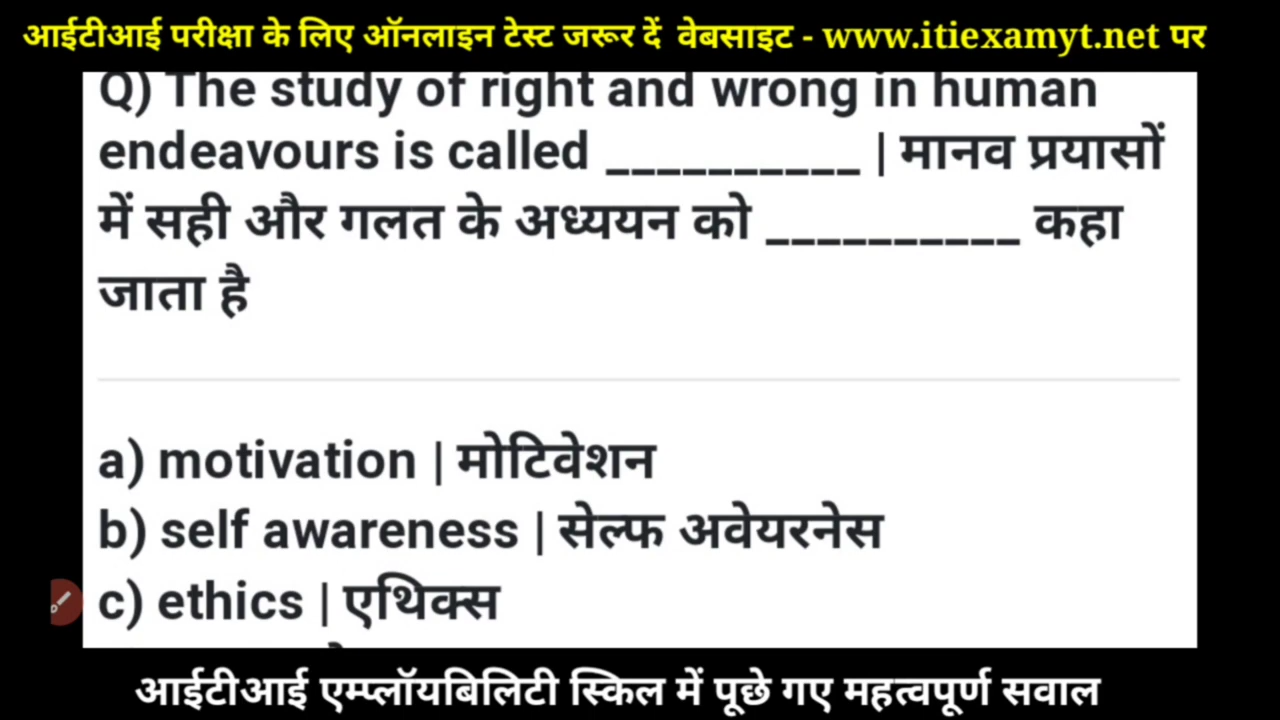 आईटीआई परीक्षा के लिए ऑनलाइन टेस्ट जरूर दें वेबसाइट - www.itiexamyt.net पर
Q) The study of right and wrong in human
endeavours is called __________ | मानव प्रयासों
में सही और गलत के अध्ययन को __________ कहा
जाता है
a) motivation | मोटिवेशन
b) self awareness | सेल्फ अवेयरनेस
c) ethics | एथिक्स
आईटीआई एम्प्लॉयबिलिटी स्किल में पूछे गए महत्वपूर्ण सवाल